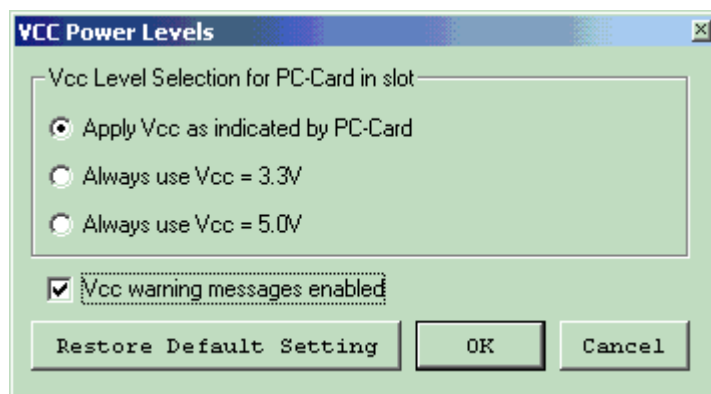 VCC Power Levels
Vcc Level Selection for PC-Card in slot
Apply Vcc as indicated by PC-Card
Always use Vcc = 3.3V
Always use Vcc = 5.0V
Vcc warning messages enabled
Restore Default Setting OK Cancel